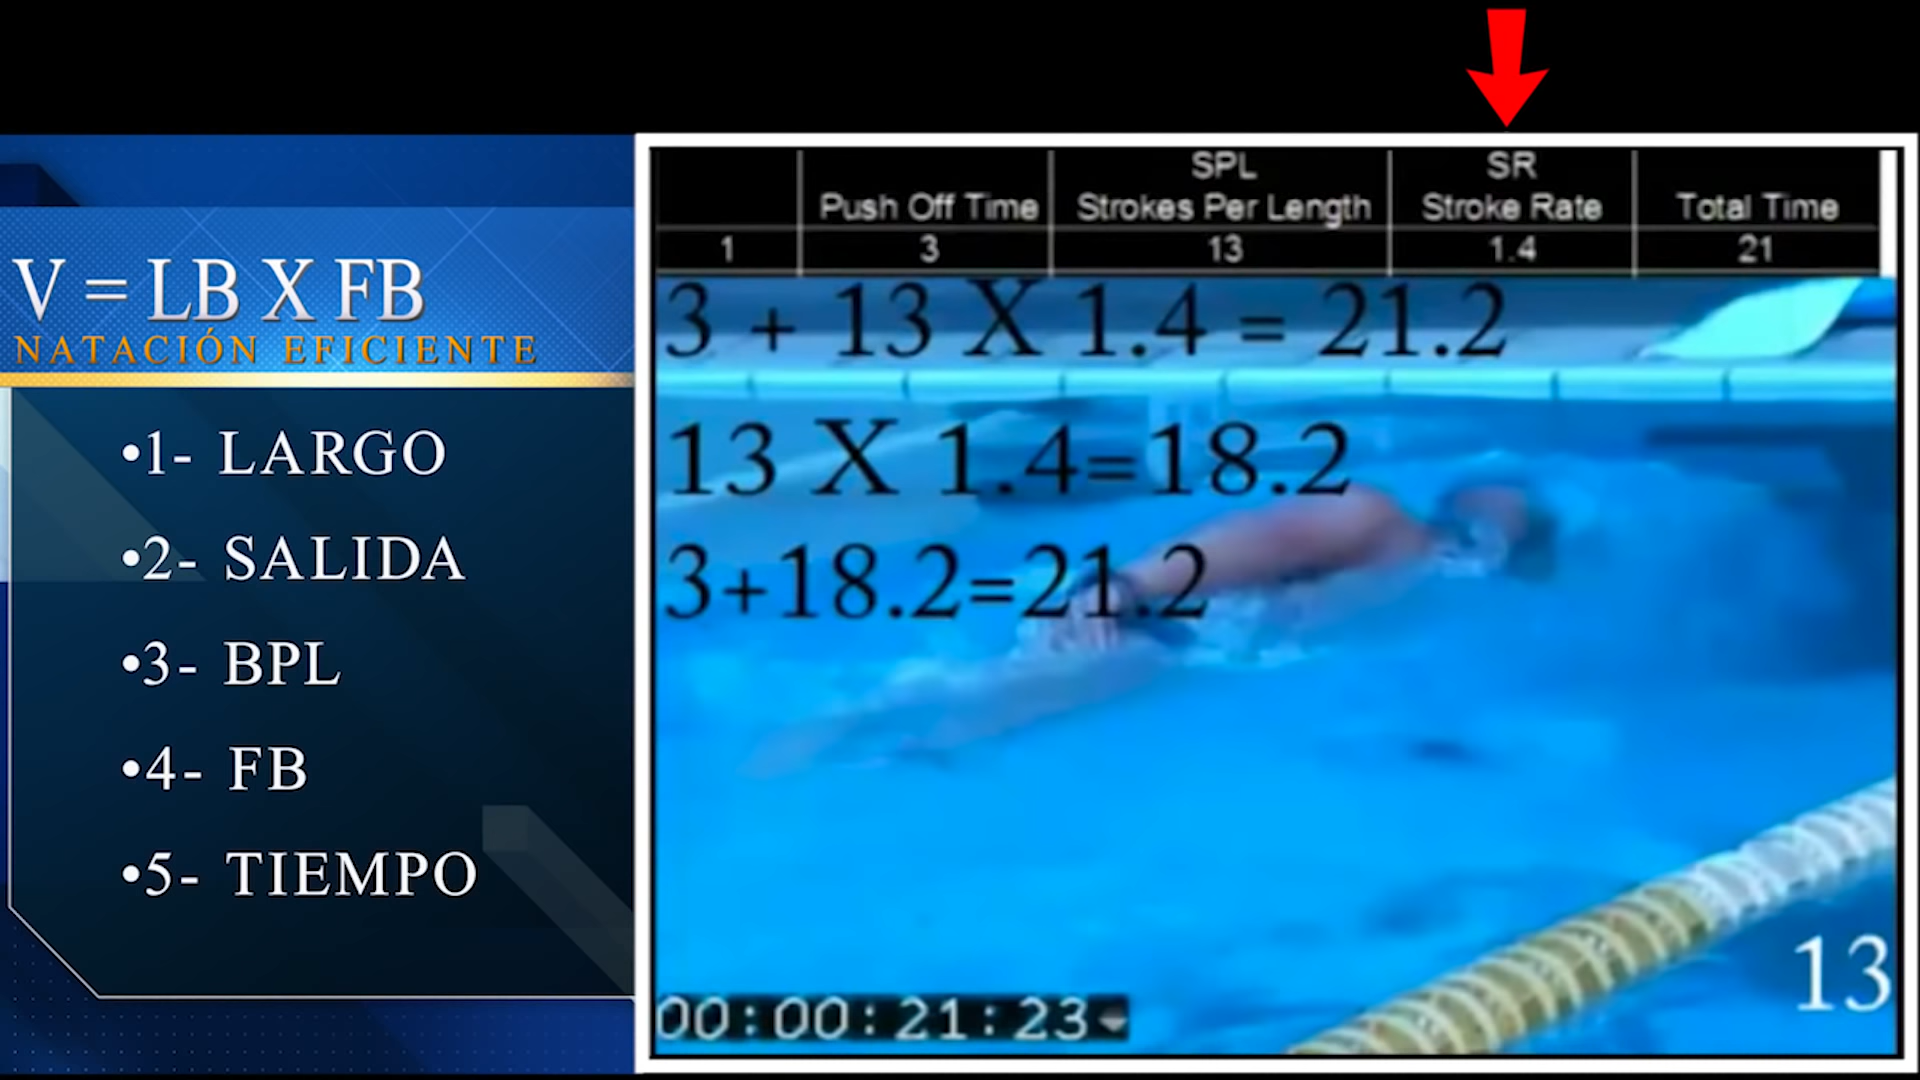 V = LB X FB
NATACIÓN EFICIENTE
•1- LARGO
•2- SALIDA
•3- BPL
•4- FB
•5- TIEMPO
SPL SR
Push Off Time Strokes Per Length Stroke Rate Total Time
1 3 13 1.4 21
3 + 13 X 1.4 = 21.2
13 X 1.4=18.2
3+18.2=21.2
13
00:00:21:23